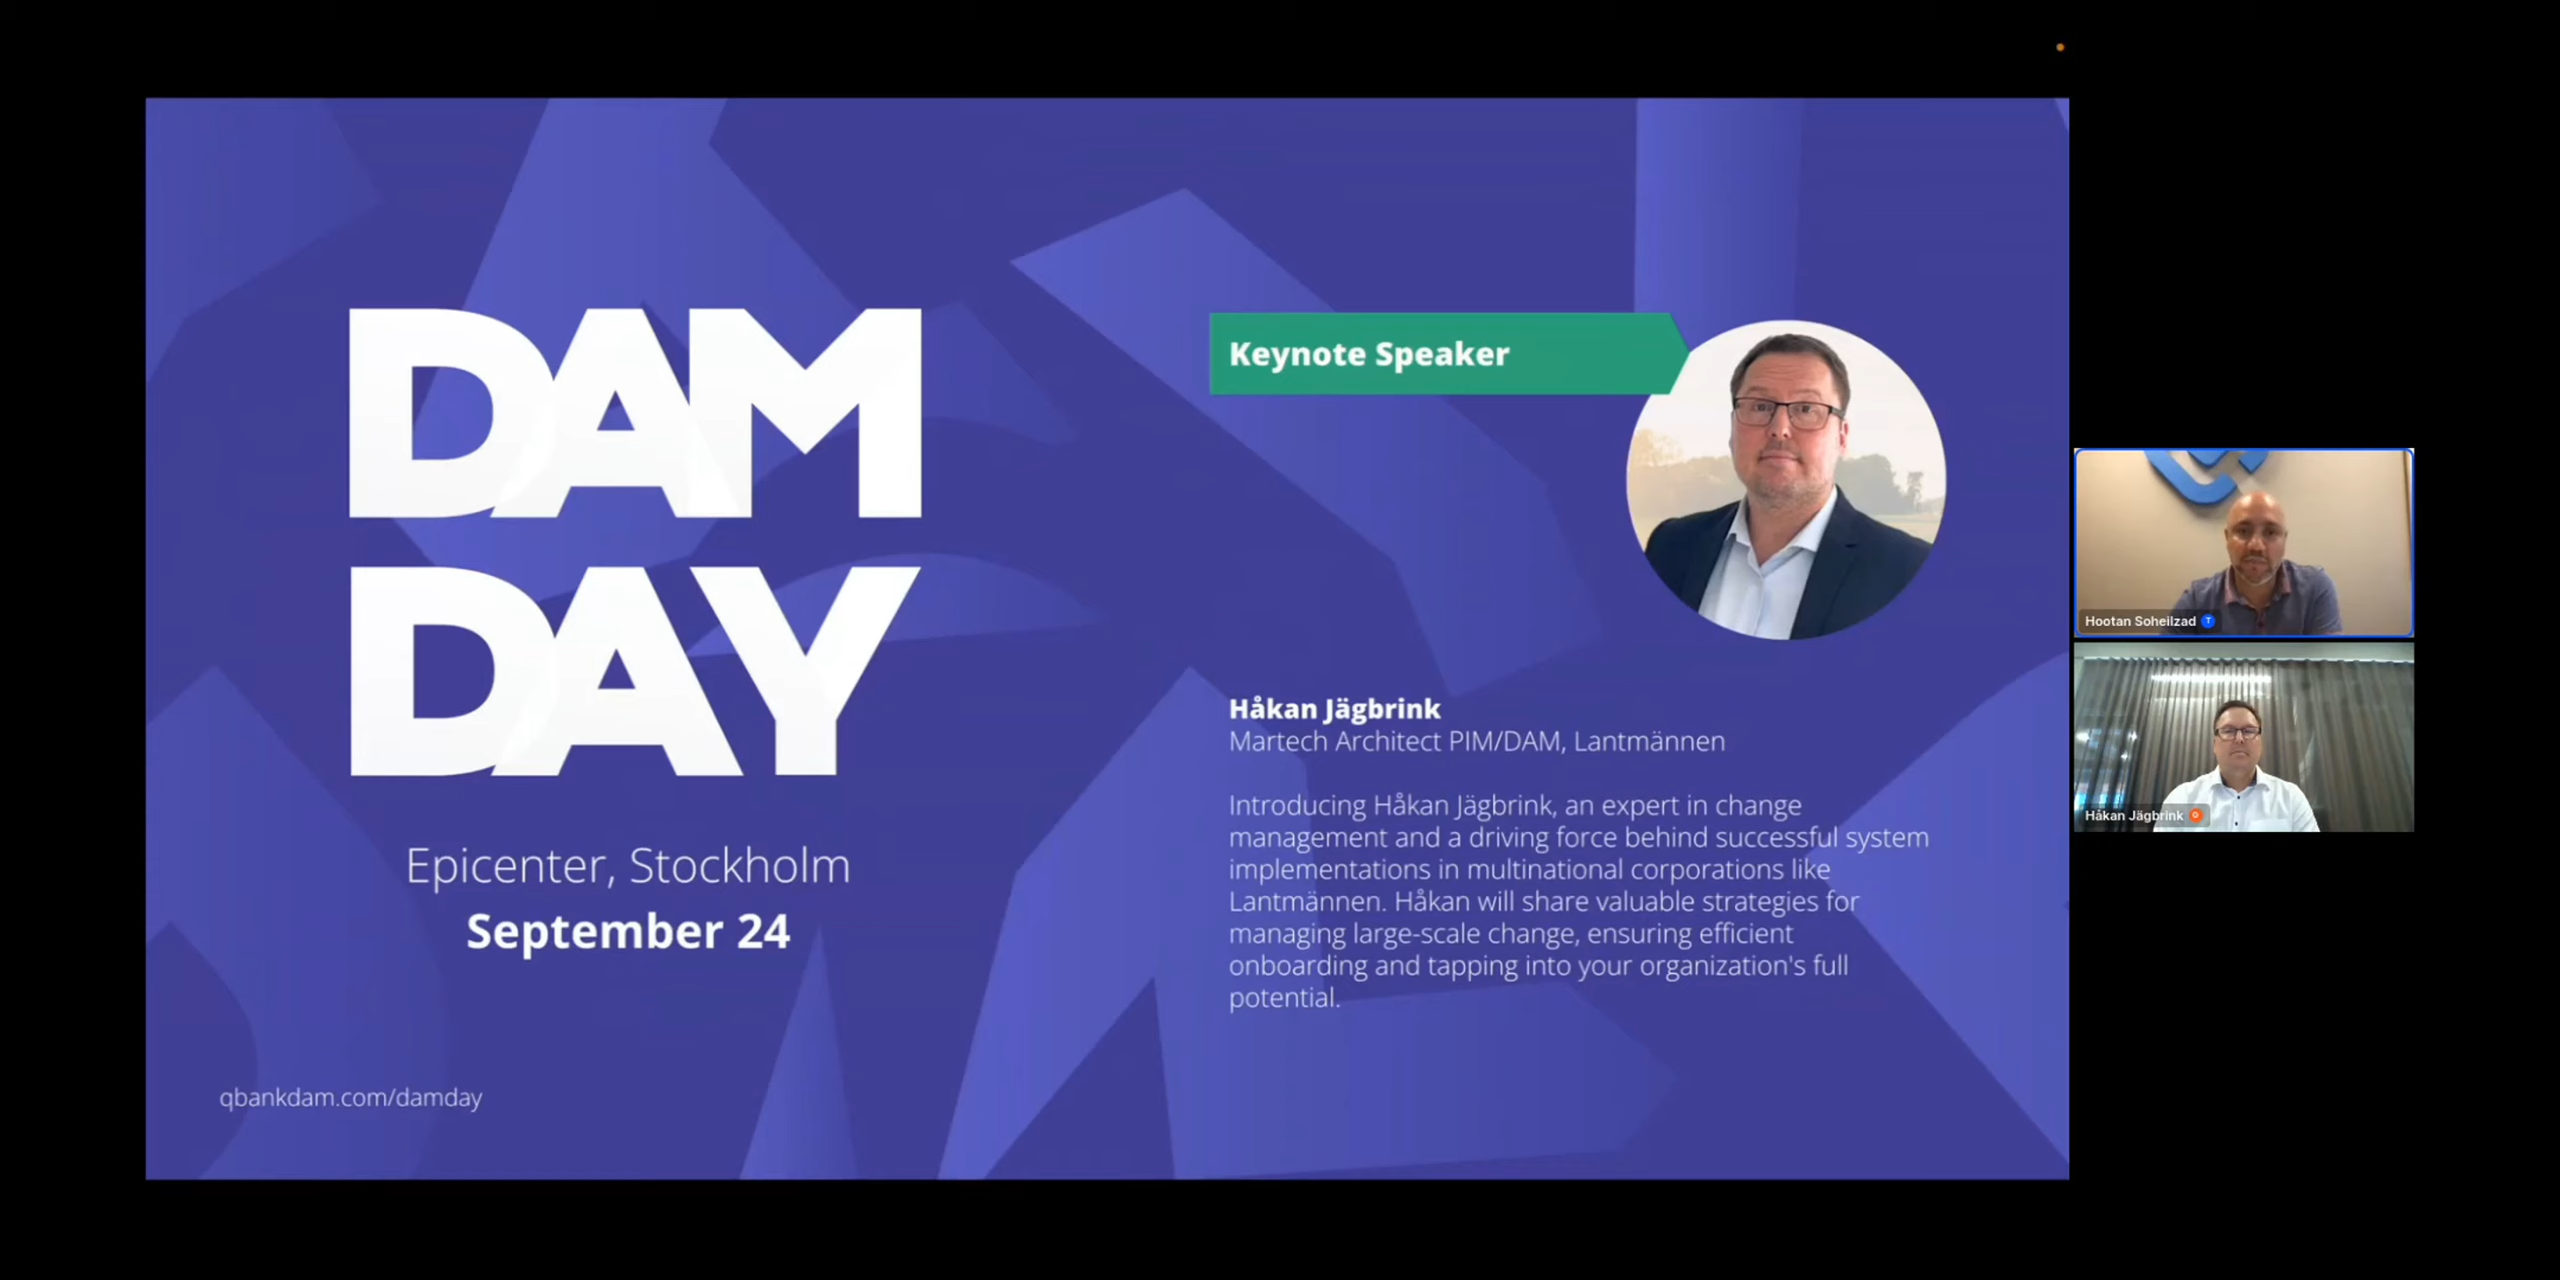 DAM
DAY
Epicenter, Stockholm
September 24
qbankdam.com/damday
Keynote Speaker
Håkan Jägbrink
Martech Architect PIM/DAM, Lantmännen
Introducing Håkan Jägbrink, an expert in change
management and a driving force behind successful system
implementations in multinational corporations like
Lantmännen. Håkan will share valuable strategies for
managing large-scale change, ensuring efficient
onboarding and tapping into your organization's full
potential.
Hootan Soheilzad T
Håkan Jägbrink